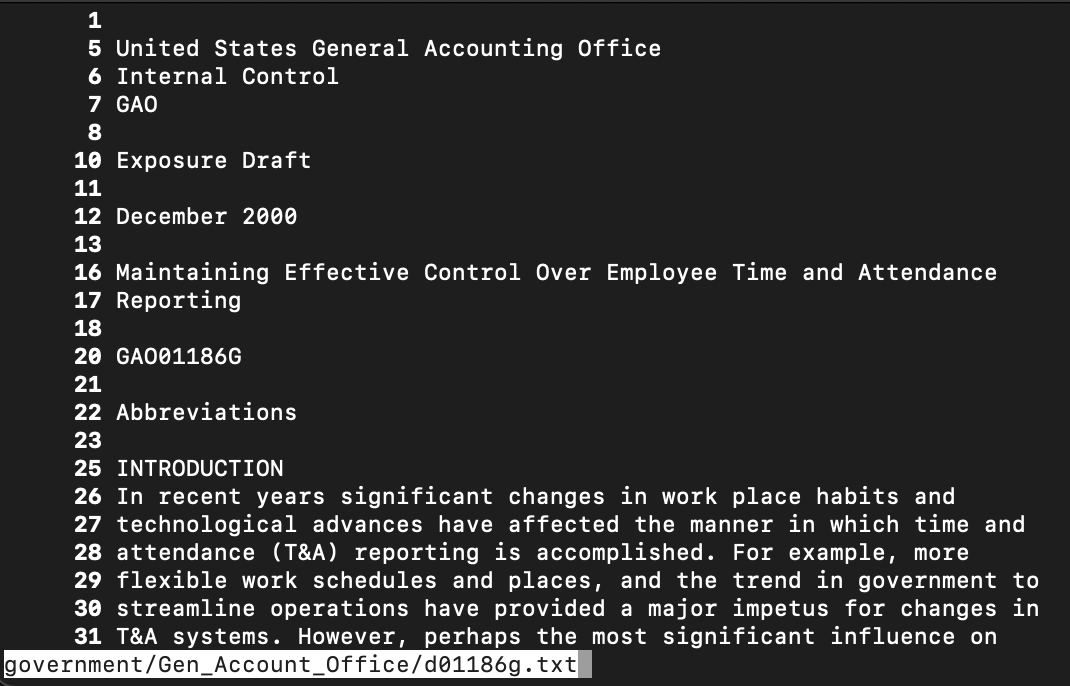 1
5 United States General Accounting Office
6 Internal Control
7 GAO
8
10 Exposure Draft
11
12 December 2000
13
16 Maintaining Effective Control Over Employee Time and Attendance
17 Reporting
18
20 GAO01186G
21
22 Abbreviations
23
25 INTRODUCTION
26 In recent years significant changes in work place habits and
27 technological advances have affected the manner in which time and
28 attendance (T&A) reporting is accomplished. For example, more
29 flexible work schedules and places, and the trend in government to
30 streamline operations have provided a major impetus for changes in
31 T&A systems. However, perhaps the most significant influence on
government/Gen_Account_Office/d01186g.txt